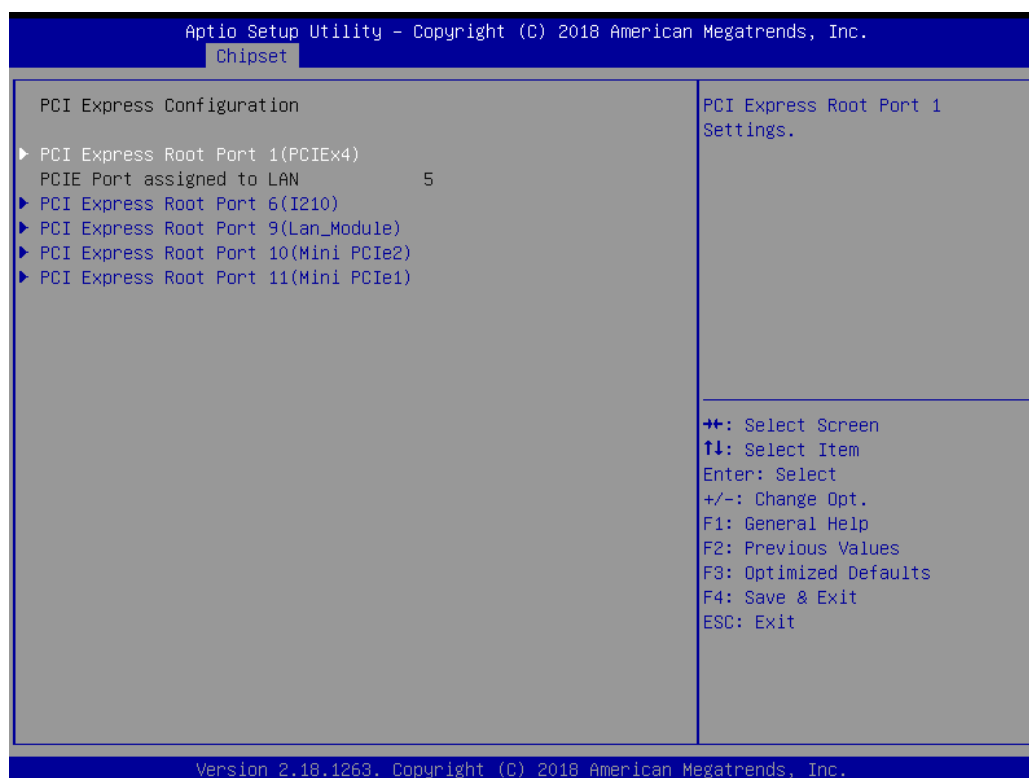 Aptio Setup Utility – Copyright (C) 2018 American Megatrends, Inc.
Chipset
PCI Express Configuration
▶ PCI Express Root Port 1(PCIEx4)
PCIE Port assigned to LAN 5
▶ PCI Express Root Port 6(I210)
▶ PCI Express Root Port 9(Lan_Module)
▶ PCI Express Root Port 10(Mini PCIe2)
▶ PCI Express Root Port 11(Mini PCIe1)
PCI Express Root Port 1
Settings.
→←: Select Screen
↑↓: Select Item
Enter: Select
+/-: Change Opt.
F1: General Help
F2: Previous Values
F3: Optimized Defaults
F4: Save & Exit
ESC: Exit
Version 2.18.1263. Copyright (C) 2018 American Megatrends, Inc.